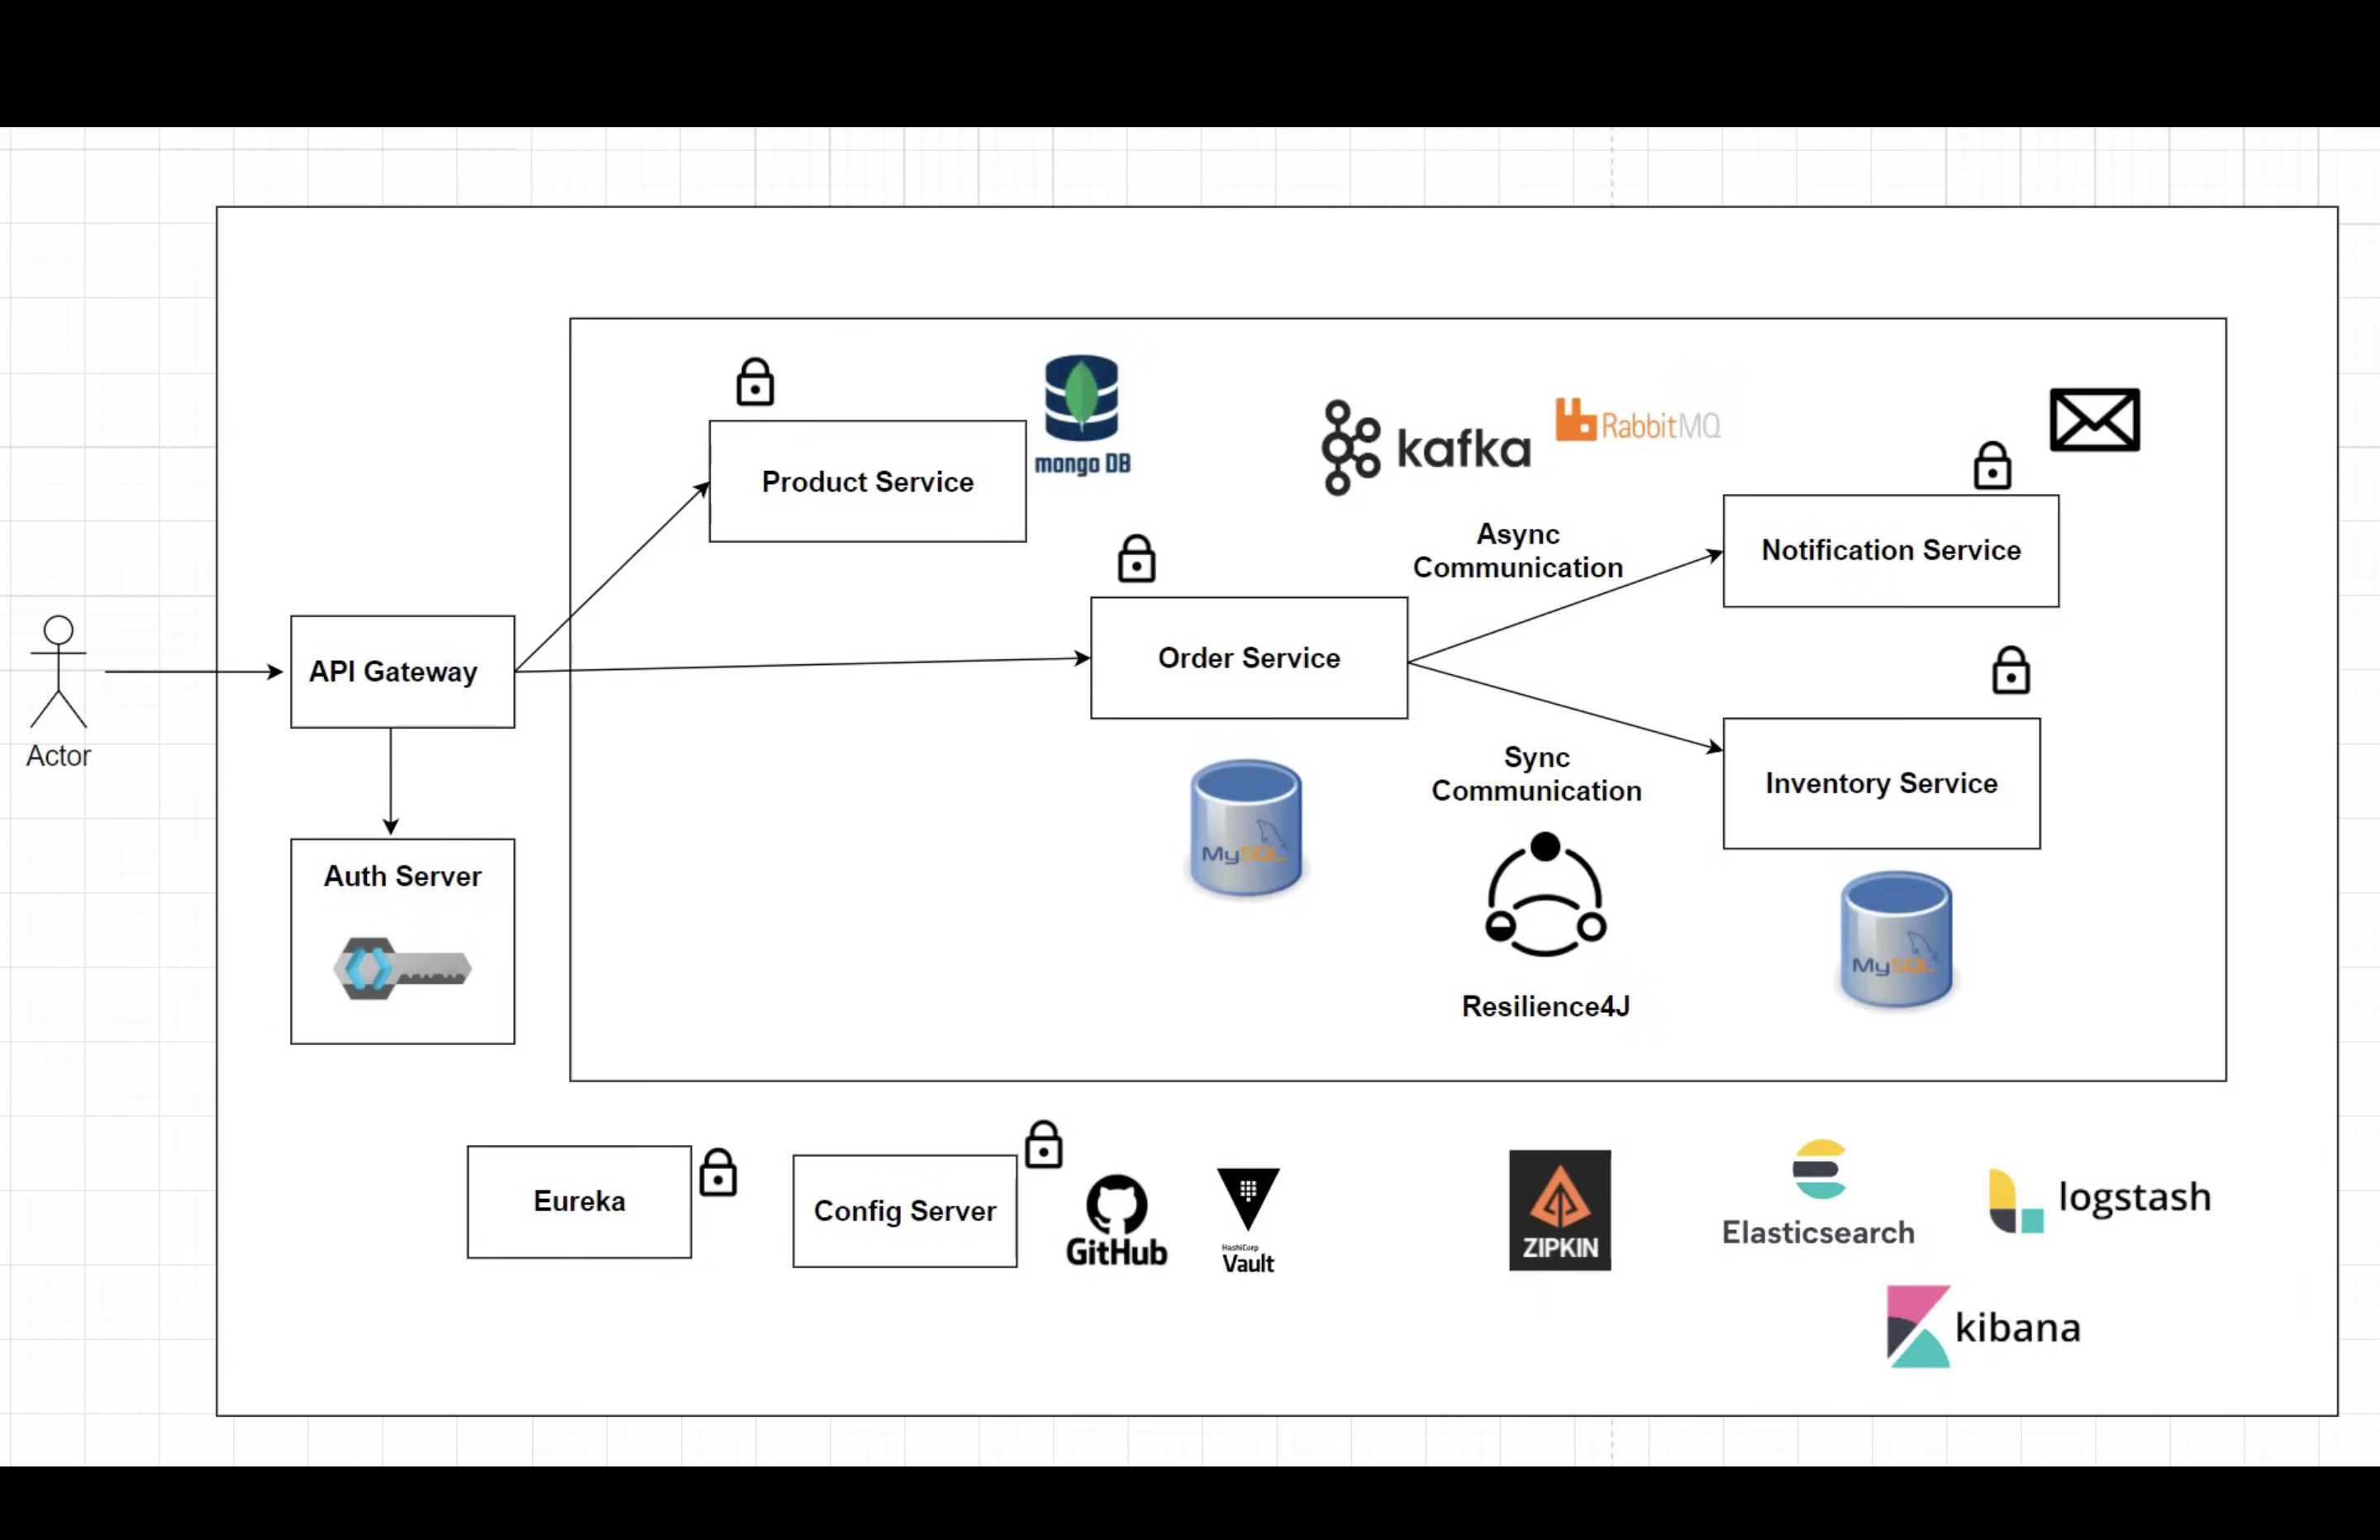 mongo DB
Product Service
kafka
RabbitMQ
Async
Communication
Notification Service
Order Service
API Gateway
Actor
Sync
Communication
Inventory Service
MySQL
Resilience4J
MySQL
Auth Server
Eureka
Config Server
GitHub
HashiCorp
Vault
ZIPKIN
Elasticsearch
logstash
kibana